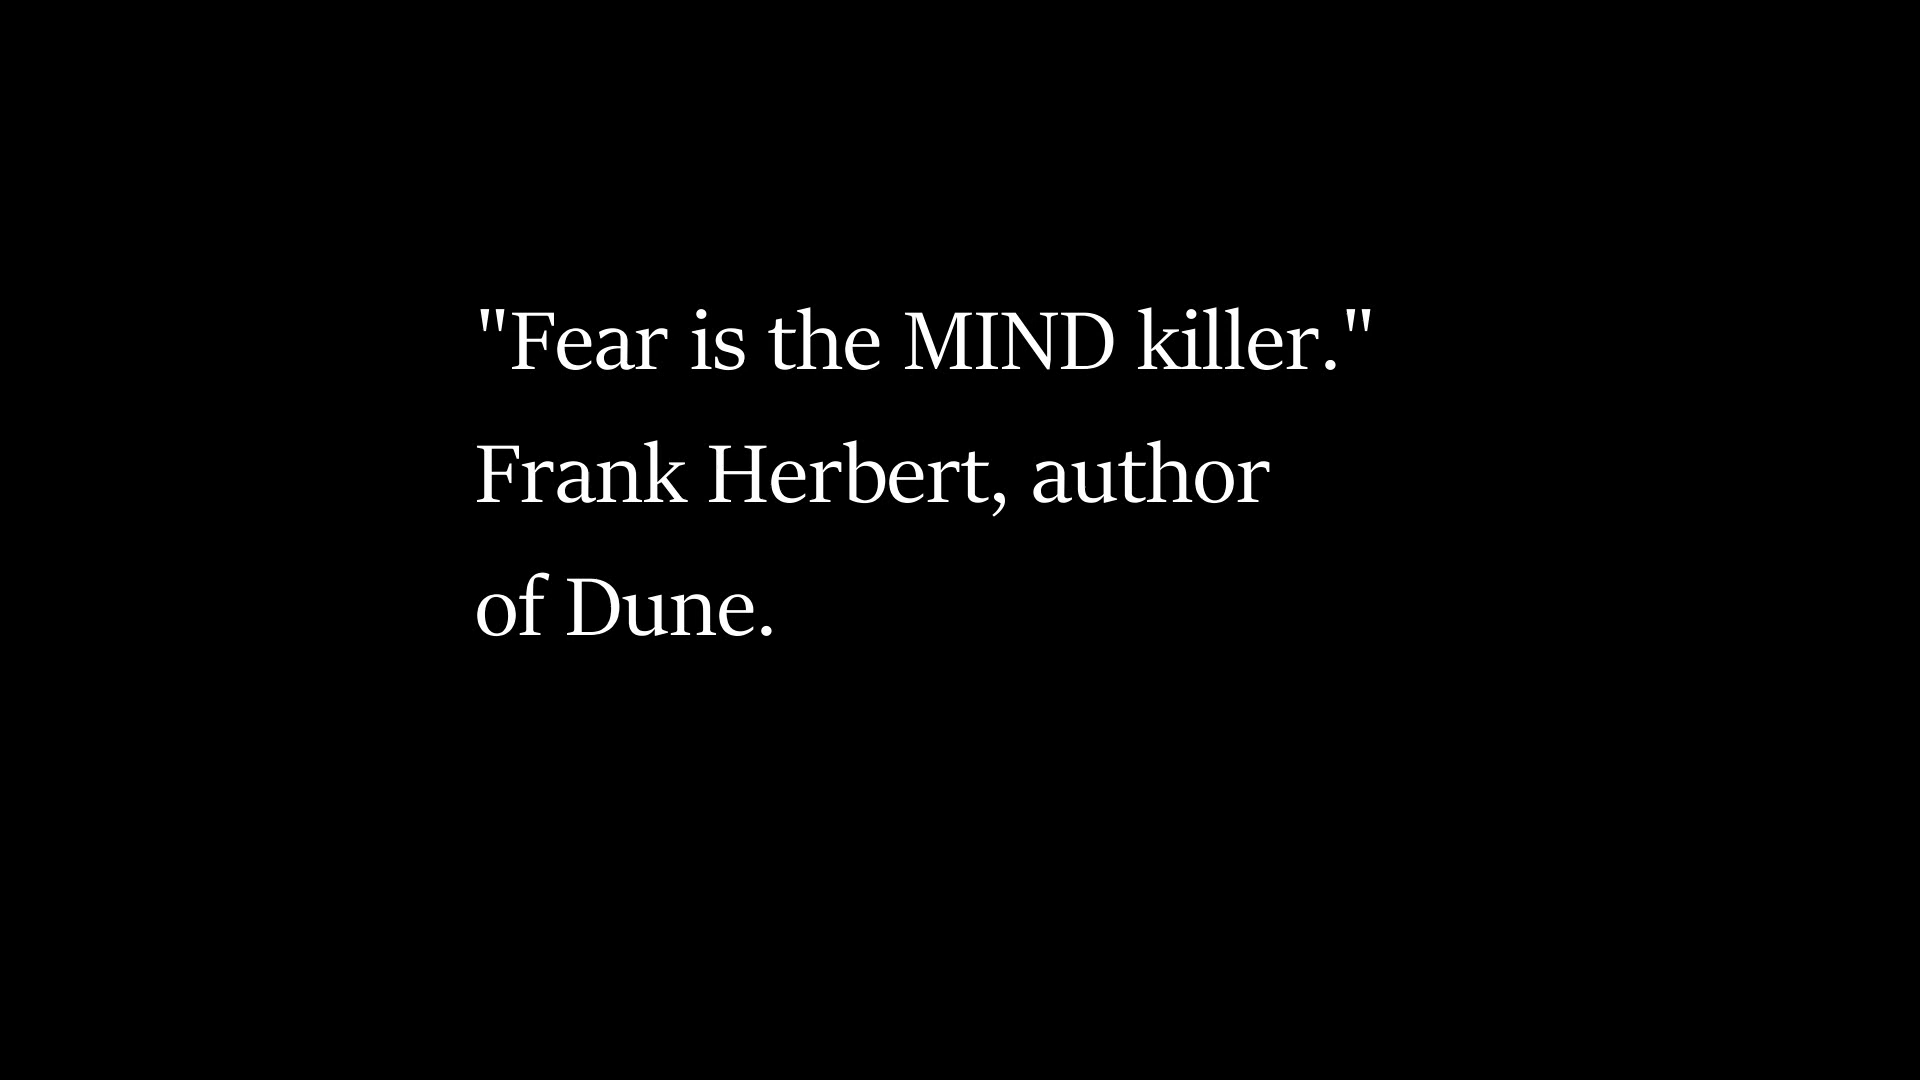 "Fear is the MIND killer."
Frank Herbert, author
of Dune.